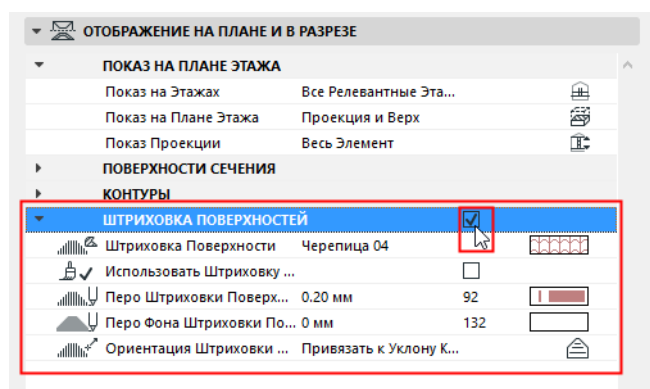 ОТОБРАЖЕНИЕ НА ПЛАНЕ И В РАЗРЕЗЕ
ПОКАЗ НА ПЛАНЕ ЭТАЖА
Показ на Этажах Все Релевантные Эта...
Показ на Плане Этажа Проекция и Верх
Показ Проекции Весь Элемент
ПОВЕРХНОСТИ СЕЧЕНИЯ
КОНТУРЫ
ШТРИХОВКА ПОВЕРХНОСТЕЙ
Штриховка Поверхности Черепица 04
Использовать Штриховку ...
Перо Штриховки Поверх... 0.20 мм 92
Перо Фона Штриховки По... 0 мм 132
Ориентация Штриховки ... Привязать к Уклону К...